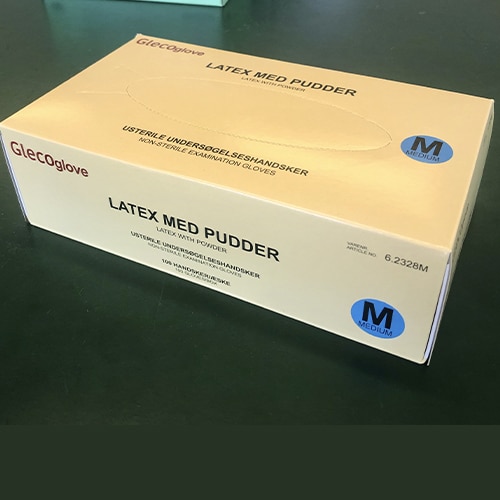 GlecOglove
LATEX MED PUDDER
LATEX WITH POWDER
USTERILE UNDERSØGELSESHANDSKER
NON-STERILE EXAMINATION GLOVES
M
MEDIUM
GlecOglove
LATEX MED PUDDER
LATEX WITH POWDER
USTERILE UNDERSØGELSESHANDSKER
NON-STERILE EXAMINATION GLOVES
100 HANDSKER/ÆSKE
VARENR.
ARTICLE NO. 6.2328M
M
MEDIUM